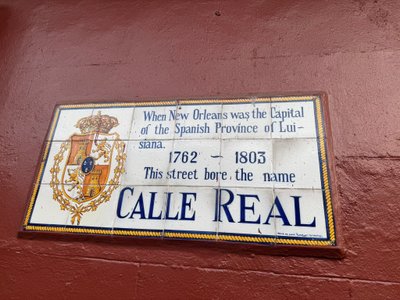 When New Orleans was the Capital
of the Spanish Province of Lui-
siana.
1762 ~ 1803
This street bore the name
CALLE REAL